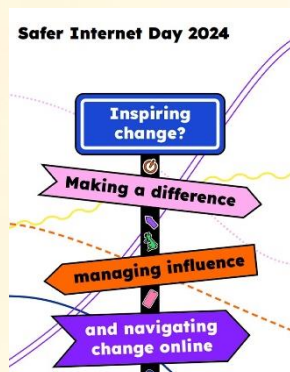 Safer Internet Day 2024
Inspiring
change?
Making a difference
managing influence
and navigating
change online